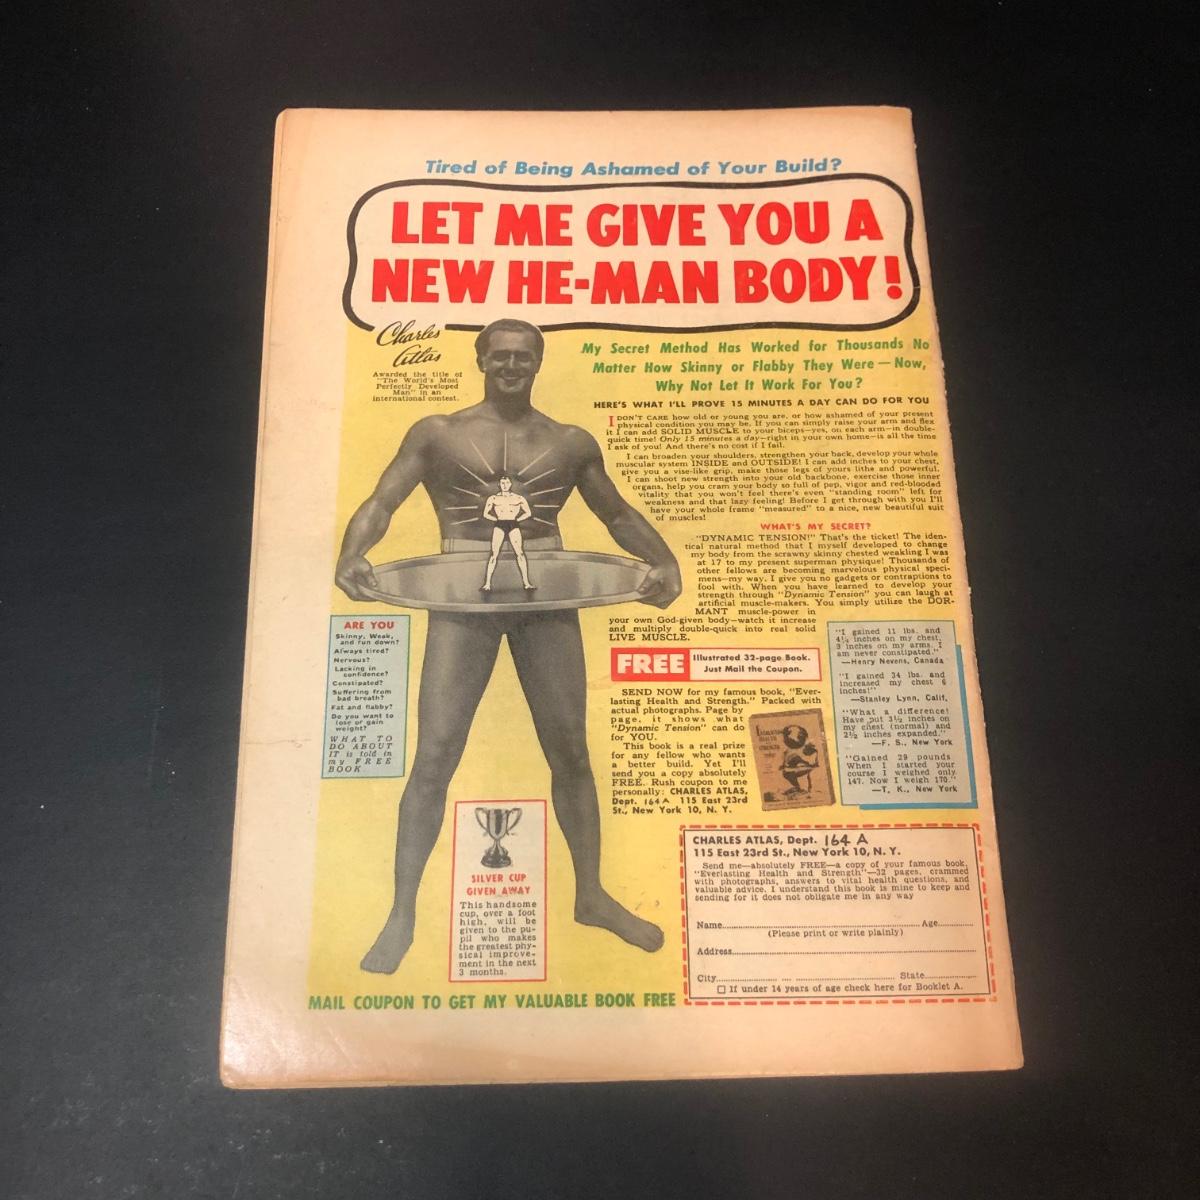 Tired of Being Ashamed of Your Build?
LET ME GIVE YOU A
NEW HE-MAN BODY!
Charles
Atlas
Awarded the title of
"The World's Most
Perfectly Developed
Man" in an
international contest.
My Secret Method Has Worked for Thousands No
Matter How Skinny or Flabby They Were — Now,
Why Not Let It Work For You?
HERE'S WHAT I'LL PROVE 15 MINUTES A DAY CAN DO FOR YOU
I DON'T CARE how old or young you are, or how ashamed of your present
physical condition you may be. If you can simply raise your arm and flex
it I can add SOLID MUSCLE to your biceps—yes, on each arm—in double-
quick time! Only 15 minutes a day—right in your own home—is all the time
I ask of you! And there's no cost if I fail.
I can broaden your shoulders, strengthen your back, develop your whole
muscular system INSIDE and OUTSIDE! I can add inches to your chest,
give you a vise-like grip, make those legs of yours lithe and powerful.
I can shoot new strength into your old backbone, exercise those inner
organs, help you cram your body so full of pep, vigor and red-blooded
vitality that you won't feel there's even "standing room" left for
weakness and that lazy feeling! Before I get through with you I'll
have your whole frame "measured" to a nice, new beautiful suit
of muscles!
WHAT'S MY SECRET?
"DYNAMIC TENSION!" That's the ticket! The iden-
tical natural method that I myself developed to change
my body from the scrawny skinny chested weakling I was
at 17 to my present superman physique! Thousands of
other fellows are becoming marvelous physical speci-
mens—my way. I give you no gadgets or contraptions to
fool with. When you have learned to develop your
strength through "Dynamic Tension" you can laugh at
artificial muscle-makers. You simply utilize the DOR-
MANT muscle-power in
your own God-given body—watch it increase
and multiply double-quick into real solid
LIVE MUSCLE.
FREE Illustrated 32-page Book.
Just Mail the Coupon.
SEND NOW for my famous book, "Ever-
lasting Health and Strength." Packed with
actual photographs. Page by
page, it shows what
"Dynamic Tension" can do
for YOU.
This book is a real prize
for any fellow who wants
a better build. Yet I'll
send you a copy absolutely
FREE. Rush coupon to me
personally: CHARLES ATLAS,
Dept. 164A 115 East 23rd
St., New York 10, N. Y.
EVERLASTING
HEALTH
AND
STRENGTH
ARE YOU
Skinny, Weak,
and run down?
Always tired?
Nervous?
Lacking in
confidence?
Constipated?
Suffering from
bad breath?
Fat and flabby?
Do you want to
lose or gain
weight?
WHAT TO
DO ABOUT
IT is told in
my FREE
BOOK
"I gained 11 lbs. and
4½ inches on my chest,
3 inches on my arms. I
am never constipated."
—Henry Nevens, Canada
"I gained 34 lbs. and
increased my chest 6
inches!"
—Stanley Lynn, Calif.
"What a difference!
Have put 3½ inches on
my chest (normal) and
2½ inches expanded."
—F. S., New York
"Gained 29 pounds
When I started your
course I weighed only
147. Now I weigh 170."
—T. K., New York
SILVER CUP
GIVEN AWAY
This handsome
cup, over a foot
high, will be
given to the pu-
pil who makes
the greatest phy-
sical improve-
ment in the next
3 months.
CHARLES ATLAS, Dept. 164 A
115 East 23rd St., New York 10, N. Y.
Send me—absolutely FREE—a copy of your famous book,
"Everlasting Health and Strength"—32 pages, crammed
with photographs, answers to vital health questions, and
valuable advice. I understand this book is mine to keep and
sending for it does not obligate me in any way
Name........ Age........
(Please print or write plainly)
Address........
City........ State........
If under 14 years of age check here for Booklet A.
MAIL COUPON TO GET MY VALUABLE BOOK FREE